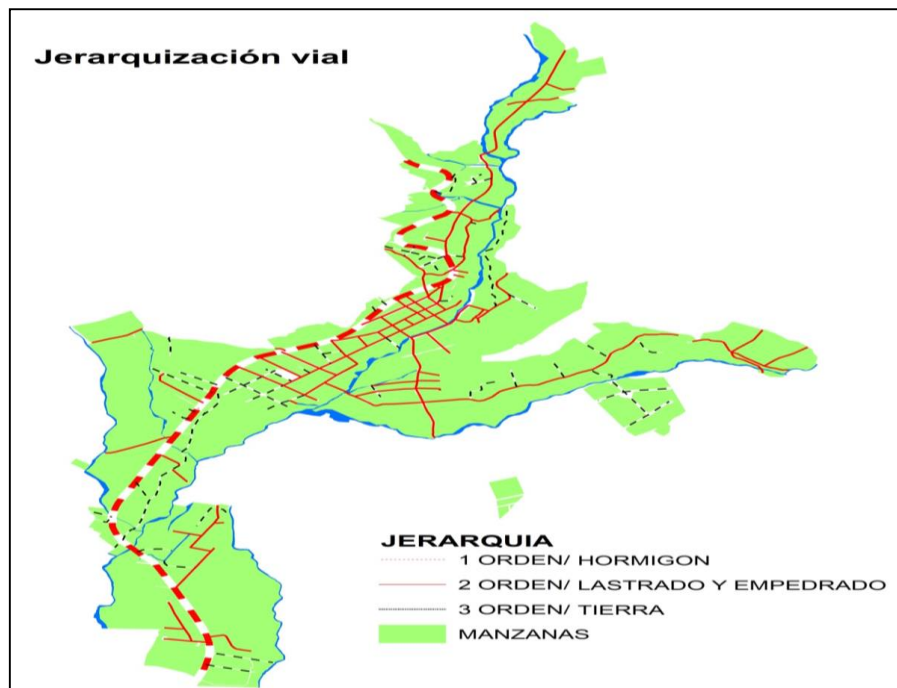 Jerarquización vial
JERARQUIA
1 ORDEN/ HORMIGON
2 ORDEN/ LASTRADO Y EMPEDRADO
3 ORDEN/ TIERRA
MANZANAS